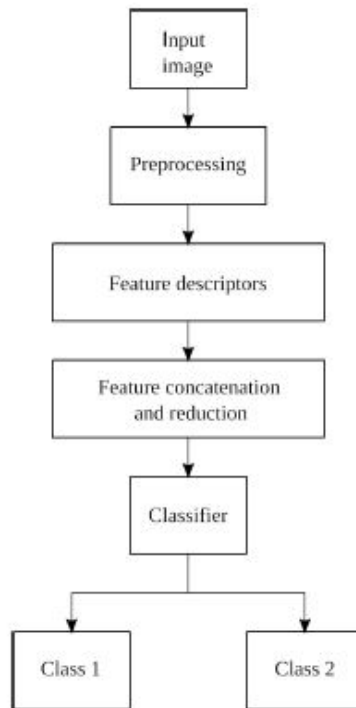 Input
image
Preprocessing
Feature descriptors
Feature concatenation
and reduction
Classifier
Class 1
Class 2